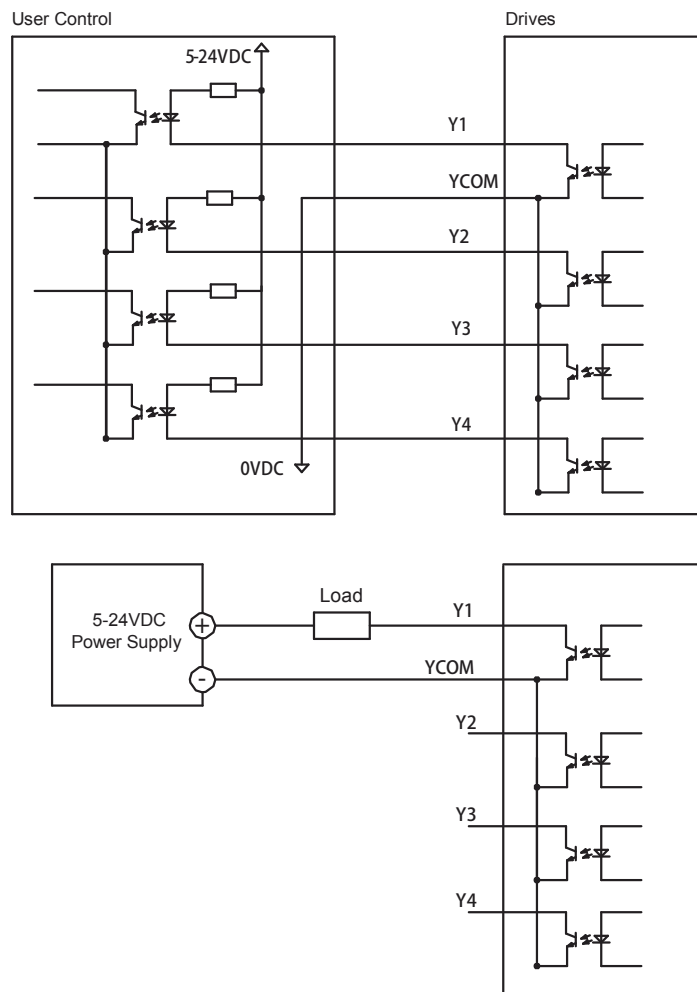 User Control
Drives
5-24VDC
Y1
YCOM
Y2
Y3
Y4
0VDC
5-24VDC
Power Supply
+
-
Load
Y1
YCOM
Y2
Y3
Y4